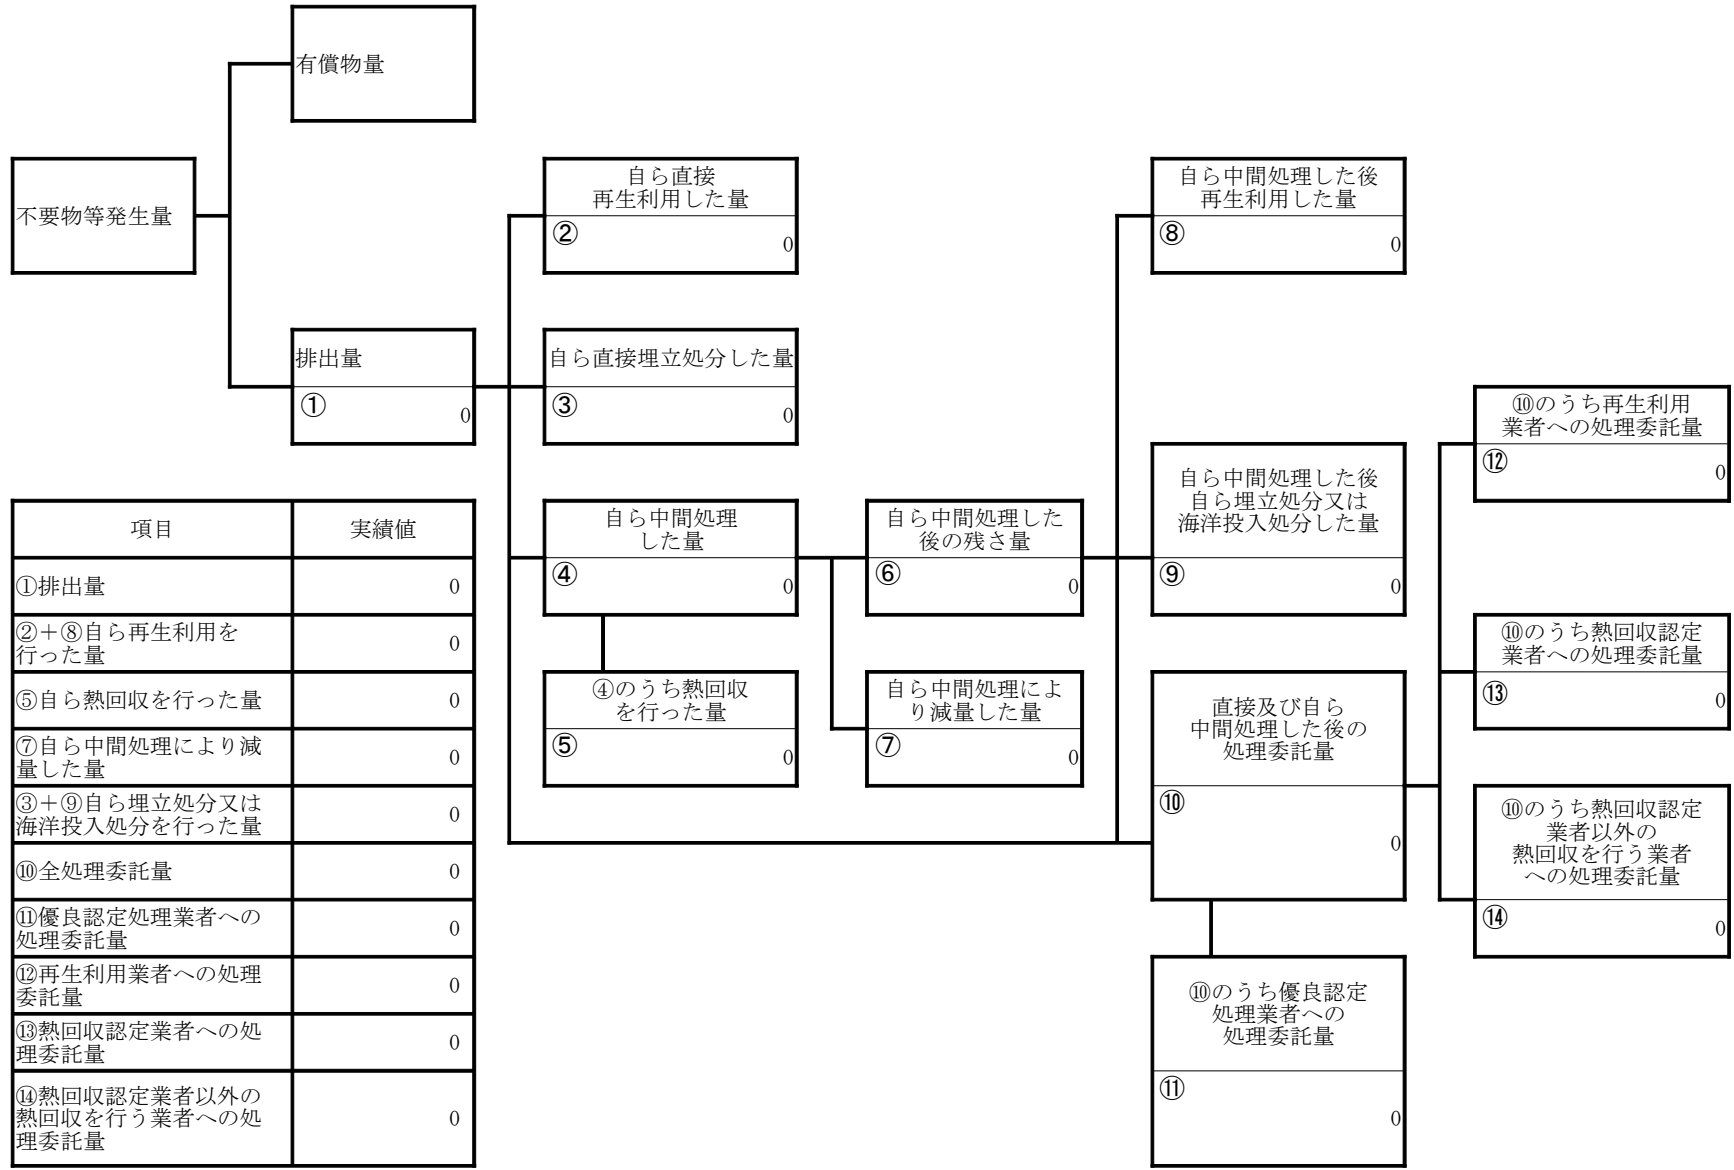 有償物量
不要物等発生量
排出量
①
0
自ら直接
再生利用した量
②
0
自ら直接埋立処分した量
③
0
自ら中間処理
した量
④
0
④のうち熱回収
を行った量
⑤
0
自ら中間処理した
後の残さ量
⑥
0
自ら中間処理によ
り減量した量
⑦
0
自ら中間処理した後
再生利用した量
⑧
0
自ら中間処理した後
自ら埋立処分又は
海洋投入処分した量
⑨
0
直接及び自ら
中間処理した後の
処理委託量
⑩
0
⑩のうち優良認定
処理業者への
処理委託量
⑪
0
⑩のうち再生利用
業者への処理委託量
⑫
0
⑩のうち熱回収認定
業者への処理委託量
⑬
0
⑩のうち熱回収認定
業者以外の
熱回収を行う業者
への処理委託量
⑭
0
項目 実績値
①排出量 0
②＋⑧自ら再生利用を
行った量 0
⑤自ら熱回収を行った量 0
⑦自ら中間処理により減
量した量 0
③＋⑨自ら埋立処分又は
海洋投入処分を行った量 0
⑩全処理委託量 0
⑪優良認定処理業者への
処理委託量 0
⑫再生利用業者への処理
委託量 0
⑬熱回収認定業者への処
理委託量 0
⑭熱回収認定業者以外の
熱回収を行う業者への処
理委託量 0